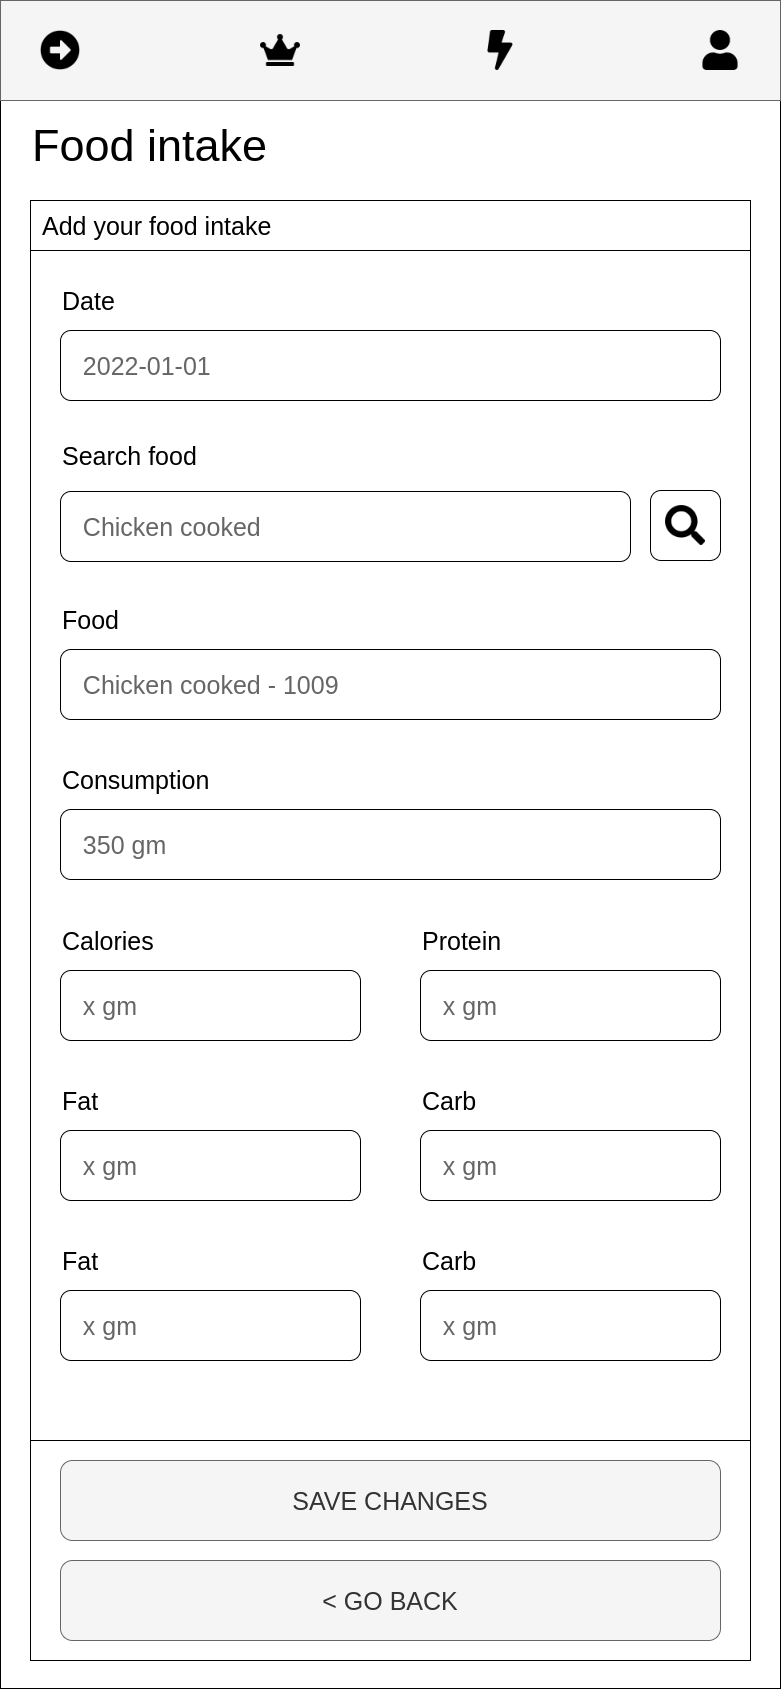 Food intake
Add your food intake
Date
2022-01-01
Search food
Chicken cooked
Food
Chicken cooked - 1009
Consumption
350 gm
Calories Protein
x gm x gm
Fat Carb
x gm x gm
Fat Carb
x gm x gm
SAVE CHANGES
< GO BACK